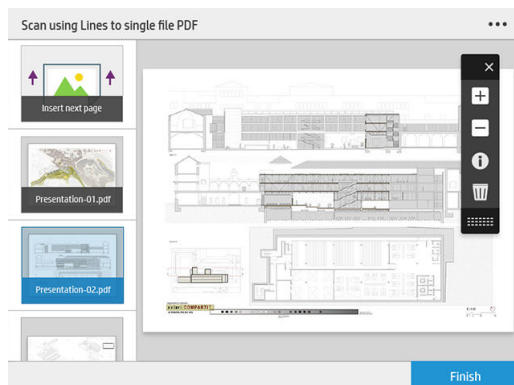 Scan using Lines to single file PDF
Insert next page
Presentation-01.pdf
Presentation-02.pdf
Finish